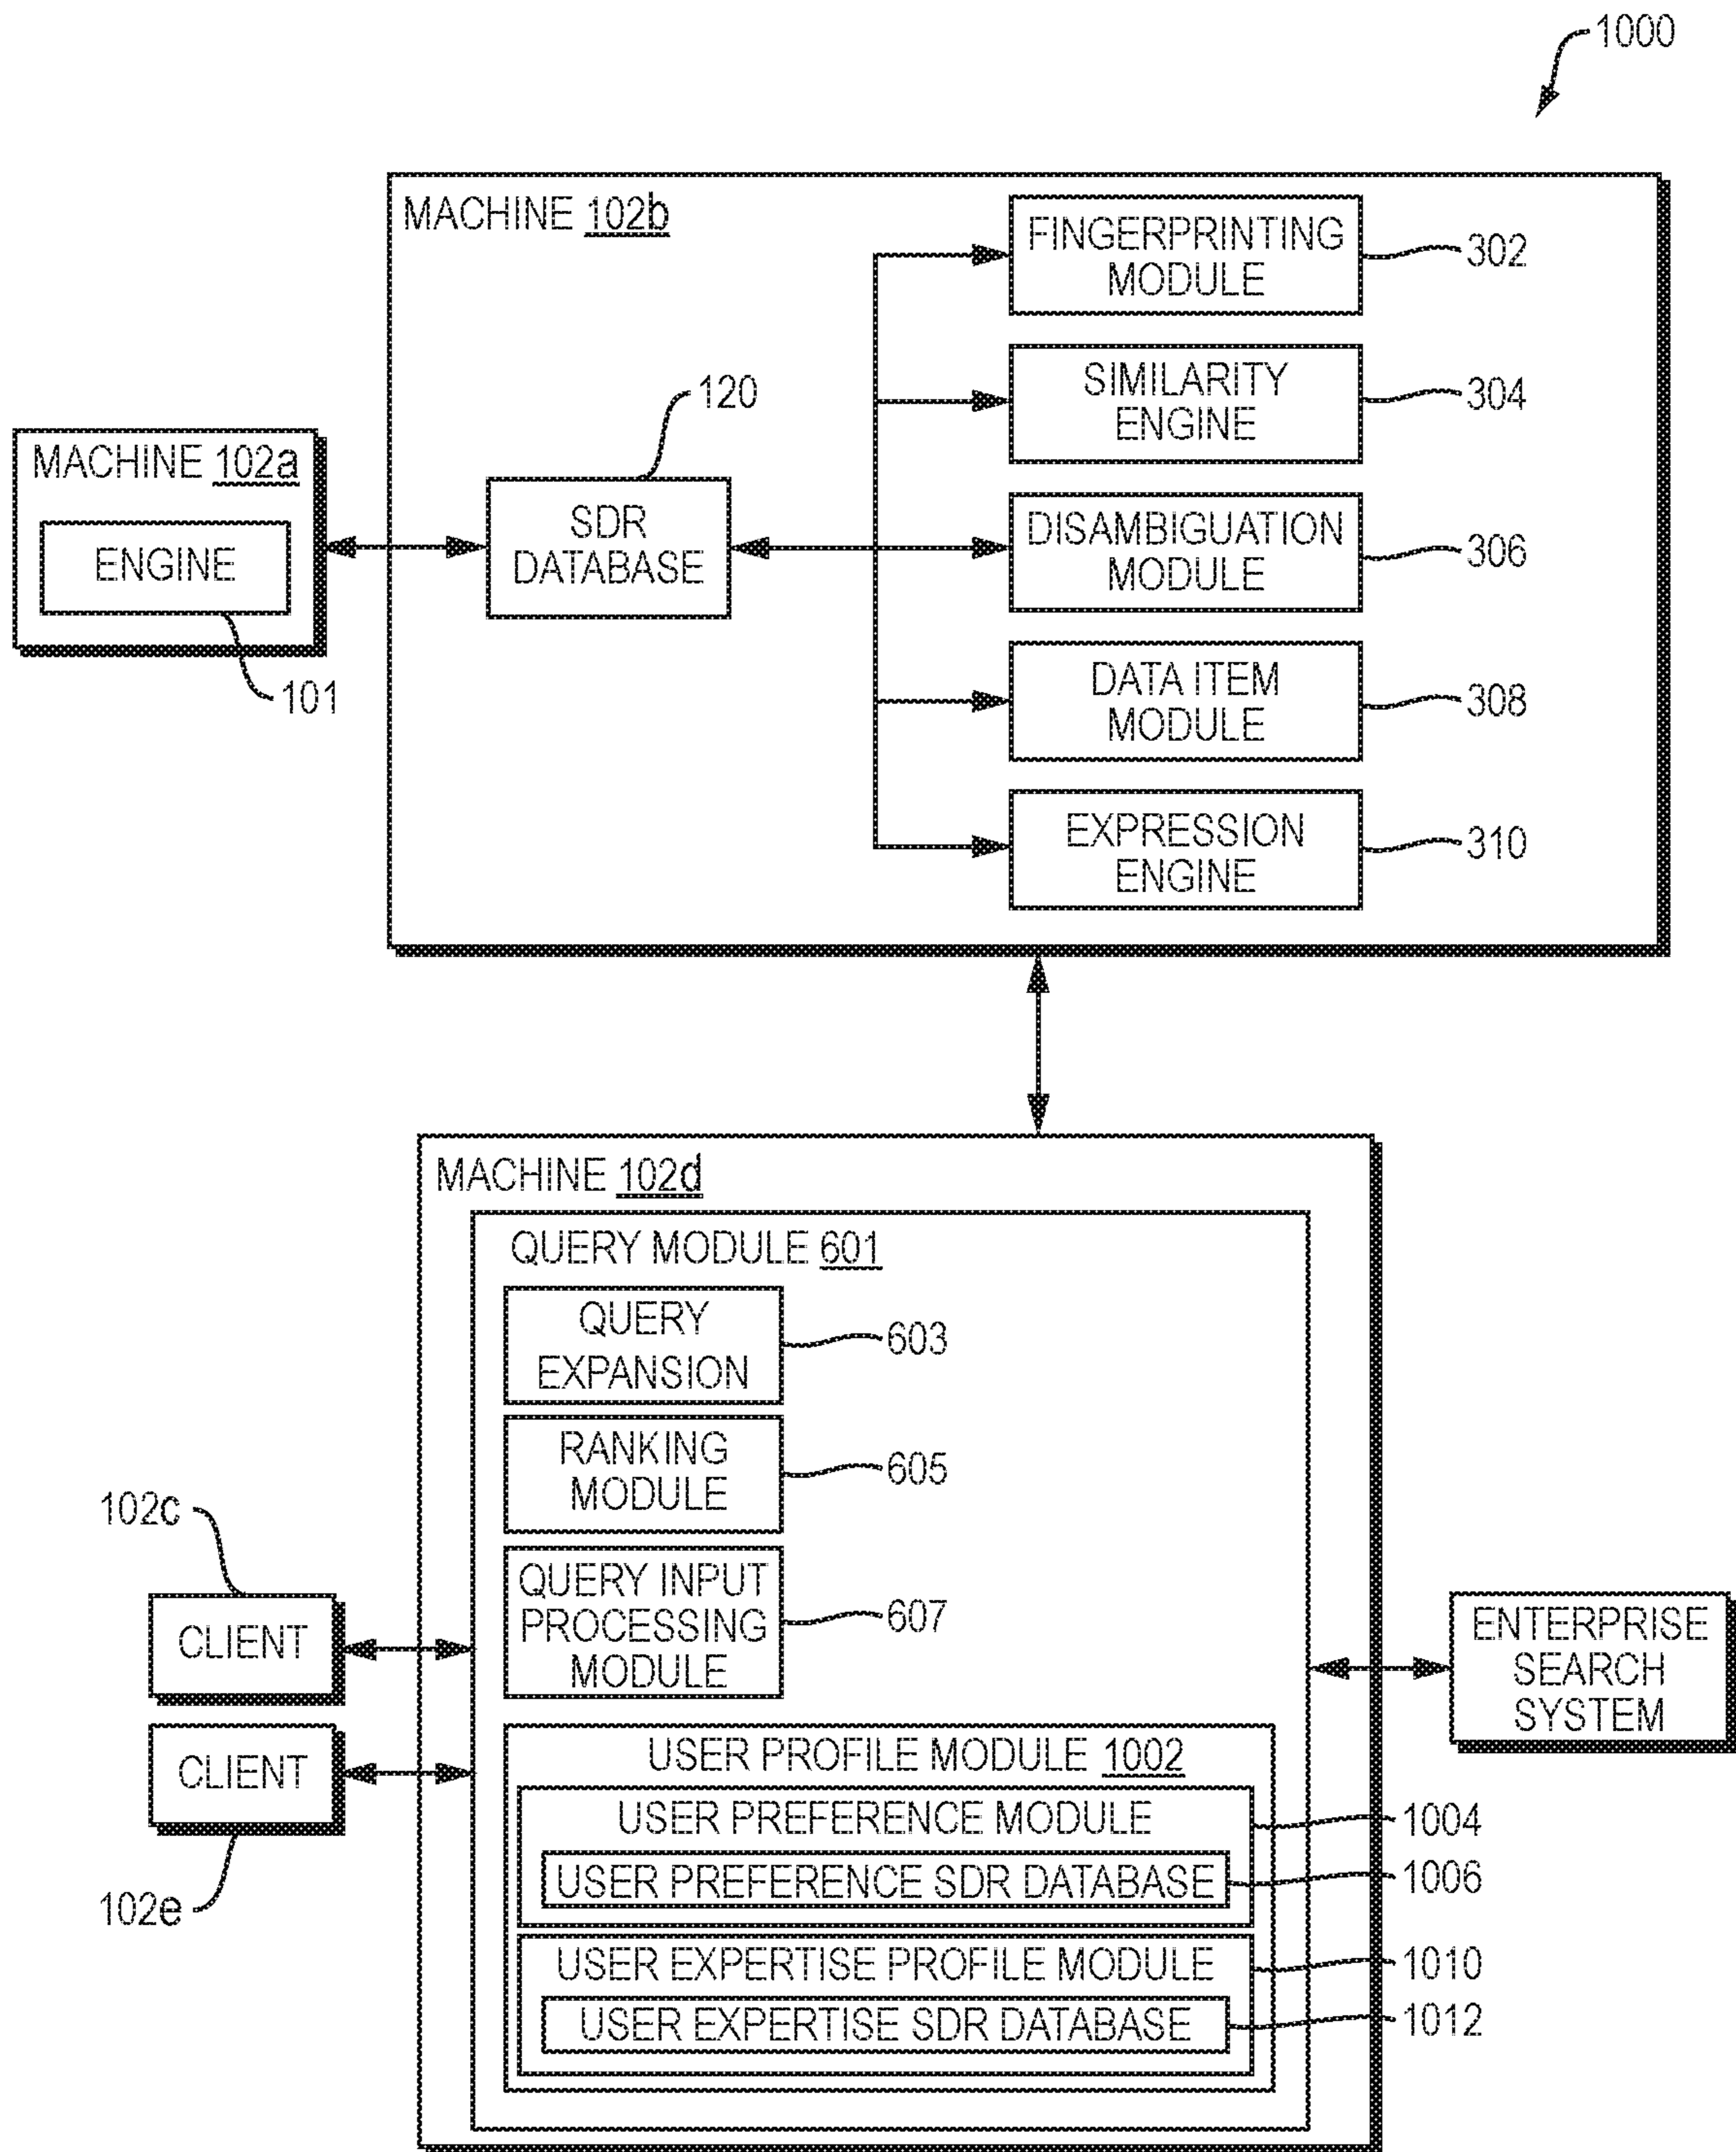 1000
MACHINE 102b
FINGERPRINTING
MODULE
302
SIMILARITY
ENGINE
304
120
MACHINE 102a
ENGINE
101
SDR
DATABASE
DISAMBIGUATION
MODULE
306
DATA ITEM
MODULE
308
EXPRESSION
ENGINE
310
MACHINE 102d
QUERY MODULE 601
QUERY
EXPANSION
603
RANKING
MODULE
605
QUERY INPUT
PROCESSING
MODULE
607
102c
CLIENT
CLIENT
102e
ENTERPRISE
SEARCH
SYSTEM
USER PROFILE MODULE 1002
USER PREFERENCE MODULE
1004
USER PREFERENCE SDR DATABASE
1006
USER EXPERTISE PROFILE MODULE
1010
USER EXPERTISE SDR DATABASE
1012